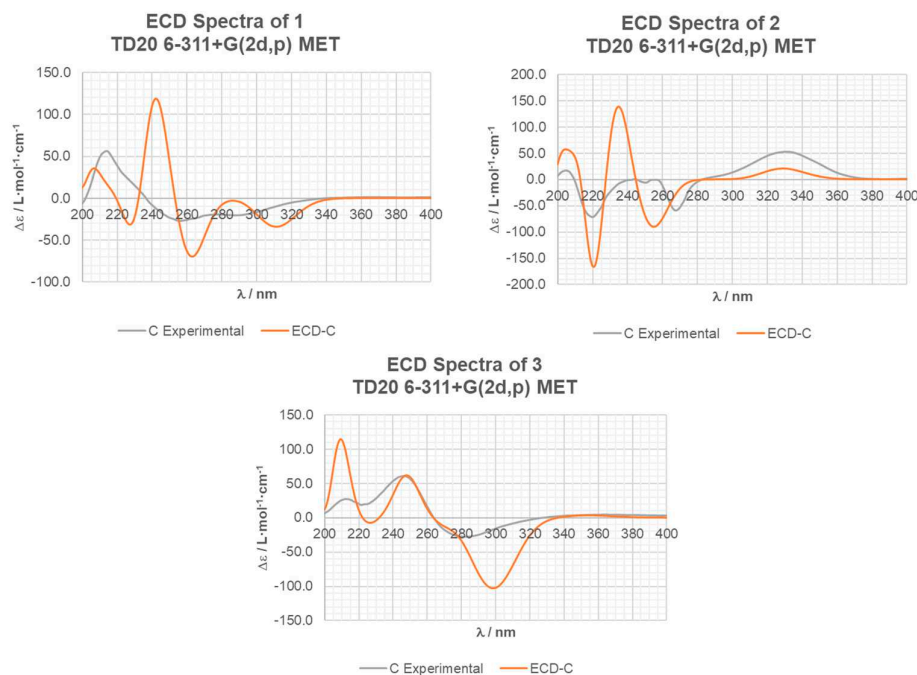 ECD Spectra of 1
TD20 6-311+G(2d,p) MET
150.0
100.0
50.0
0.0
-50.0
-100.0
200 220 240 260 280 300 320 340 360 380 400
Δε / L·mol⁻¹·cm⁻¹
λ / nm
C Experimental ECD-C
ECD Spectra of 2
TD20 6-311+G(2d,p) MET
200.0
150.0
100.0
50.0
0.0
-50.0
-100.0
-150.0
-200.0
200 220 240 260 280 300 320 340 360 380 400
Δε / L·mol⁻¹·cm⁻¹
λ / nm
C Experimental ECD-C
ECD Spectra of 3
TD20 6-311+G(2d,p) MET
150.0
100.0
50.0
0.0
-50.0
-100.0
-150.0
200 220 240 260 280 300 320 340 360 380 400
Δε / L·mol⁻¹·cm⁻¹
λ / nm
C Experimental ECD-C